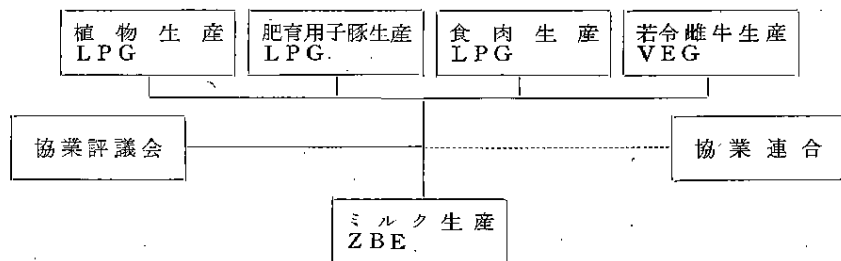 植物生産
LPG
肥育用子豚生産
LPG
食肉生産
LPG
若令雌牛生産
VEG
協業評議会
協業連合
ミルク生産
ZBE